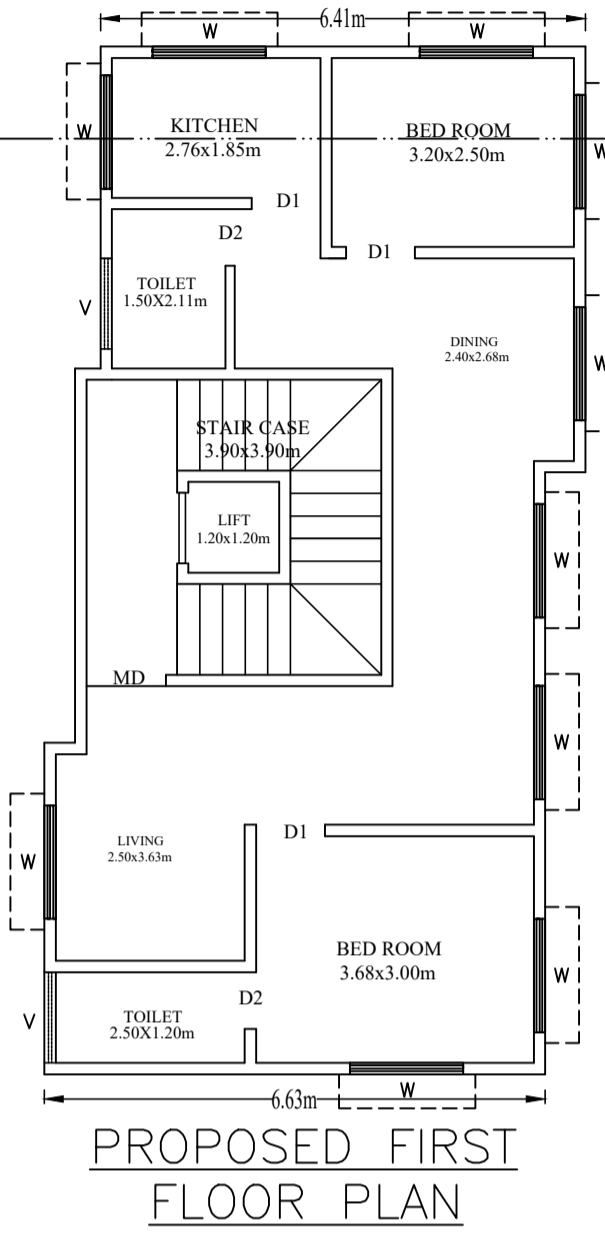 6.41m
W
W
W
KITCHEN
2.76x1.85m
BED ROOM
3.20x2.50m
W
D1
D2
D1
TOILET
1.50X2.11m
V
DINING
2.40x2.68m
W
STAIR CASE
3.90x3.90m
LIFT
1.20x1.20m
W
MD
W
D1
LIVING
2.50x3.63m
W
BED ROOM
3.68x3.00m
W
D2
TOILET
2.50X1.20m
V
W
6.63m
PROPOSED FIRST
FLOOR PLAN